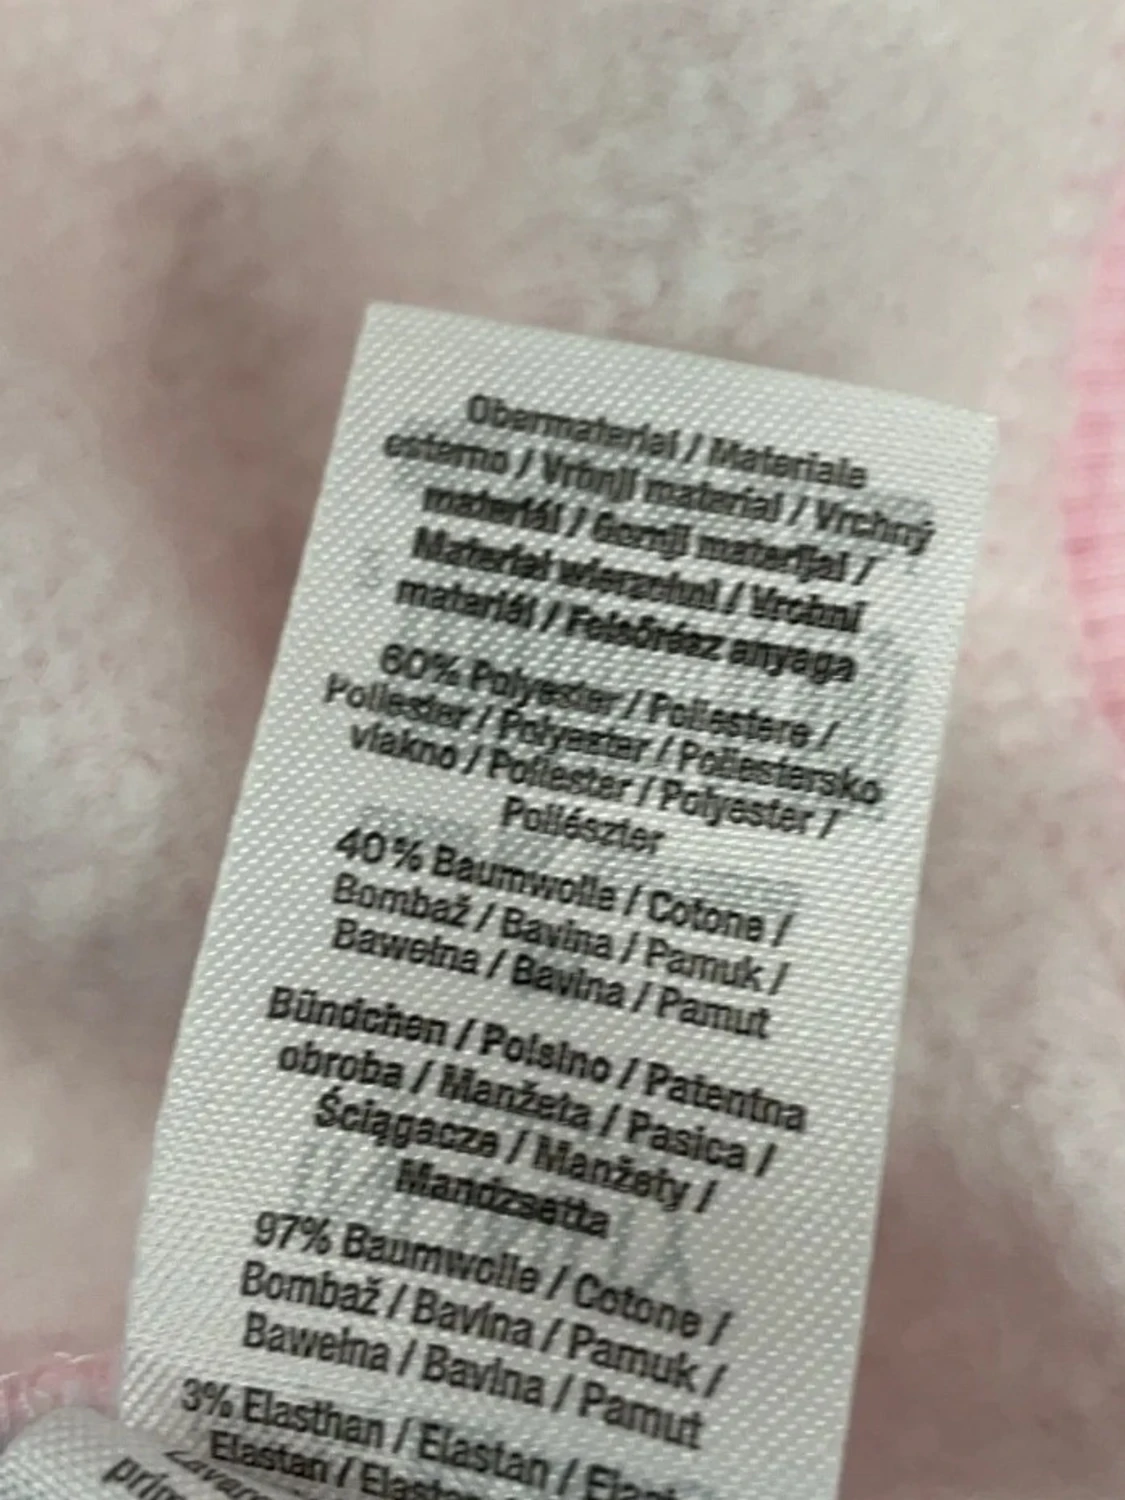 Obermaterial / Materiale
esterno / Vrhnji material / Vrchný
materiál / Gornji materijal /
Materiał wierzchni / Vrchní
materiál / Felsőrész anyaga
60% Polyester / Poliestere /
Poliester / Polyester / Poliestersko
vlakno / Poliester / Polyester /
Poliészter
40% Baumwolle / Cotone /
Bombaž / Bavlna / Pamuk /
Bawełna / Bavlna / Pamut
Bündchen / Polsino / Patentna
obroba / Manžeta / Pasica /
Ściągacze / Manžety /
Mandzsetta
97% Baumwolle / Cotone /
Bombaž / Bavlna / Pamuk /
Bawełna / Bavlna / Pamut
3% Elasthan / Elastan /
Elastan /